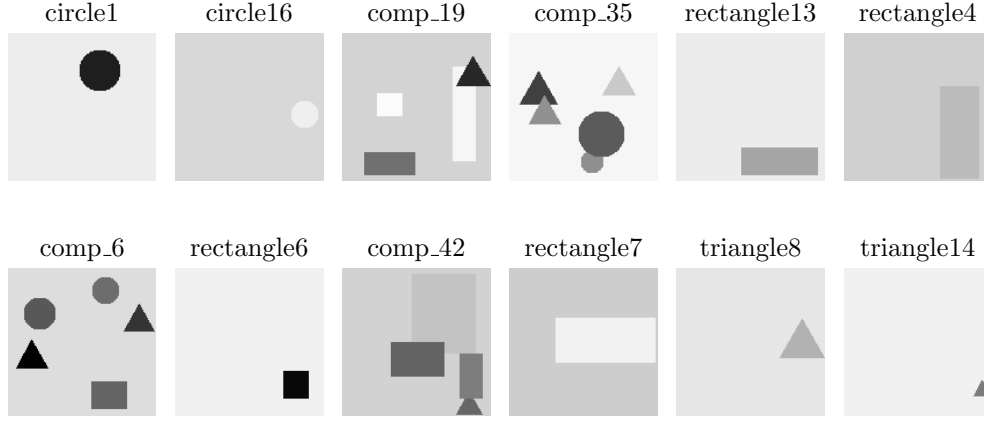 circle1 circle16 comp_19 comp_35 rectangle13 rectangle4
comp_6 rectangle6 comp_42 rectangle7 triangle8 triangle14